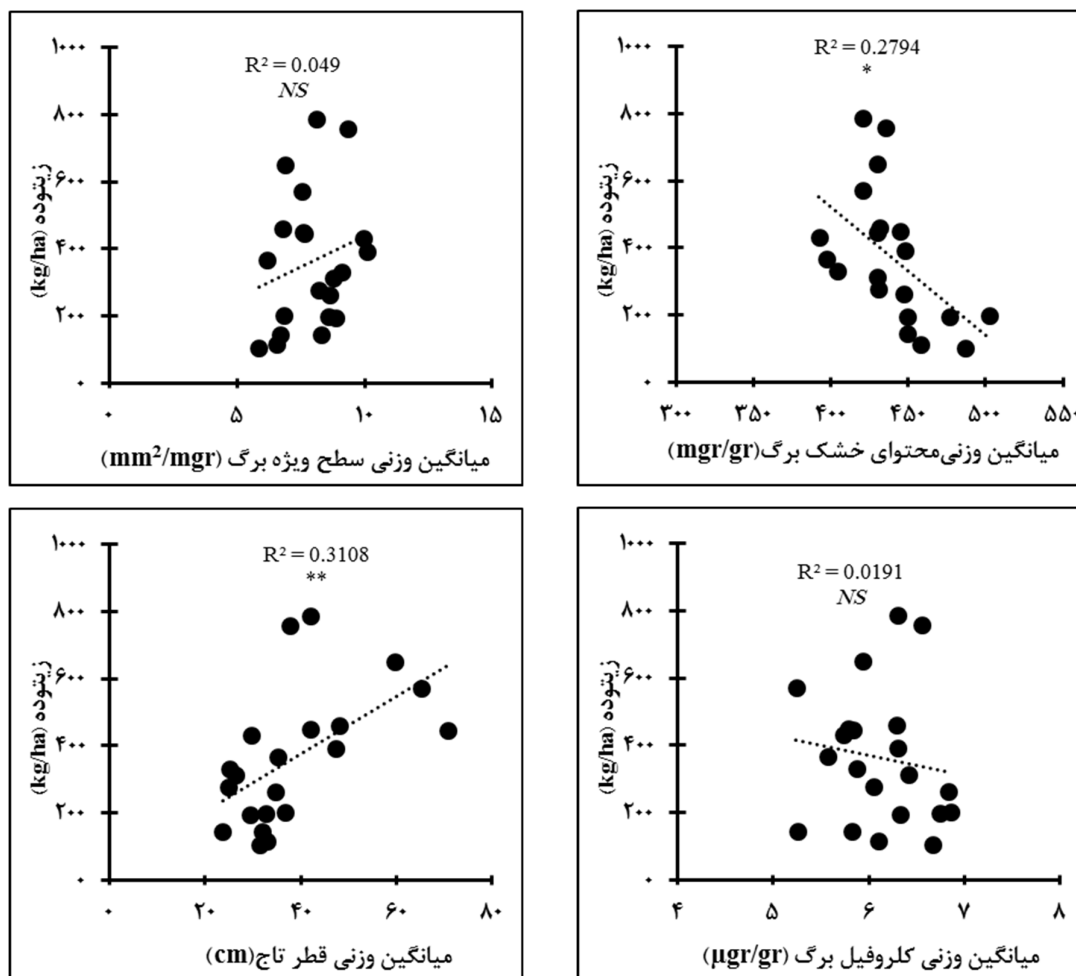 ۱۰۰۰
۸۰۰
۶۰۰
۴۰۰
۲۰۰
۰
زیتوده (kg/ha)
R² = 0.049
NS
۰ ۵ ۱۰ ۱۵
میانگین وزنی سطح ویژه برگ (mm²/mgr)
۱۰۰۰
۸۰۰
۶۰۰
۴۰۰
۲۰۰
۰
زیتوده (kg/ha)
R² = 0.2794
*
۳۰۰ ۳۵۰ ۴۰۰ ۴۵۰ ۵۰۰ ۵۵۰
میانگین وزنی‌محتوای خشک برگ(mgr/gr)
۱۰۰۰
۸۰۰
۶۰۰
۴۰۰
۲۰۰
۰
زیتوده (kg/ha)
R² = 0.3108
**
۰ ۲۰ ۴۰ ۶۰ ۸۰
میانگین وزنی قطر تاج(cm)
۱۰۰۰
۸۰۰
۶۰۰
۴۰۰
۲۰۰
۰
زیتوده (kg/ha)
R² = 0.0191
NS
۴ ۵ ۶ ۷ ۸
میانگین وزنی کلروفیل برگ (µgr/gr)